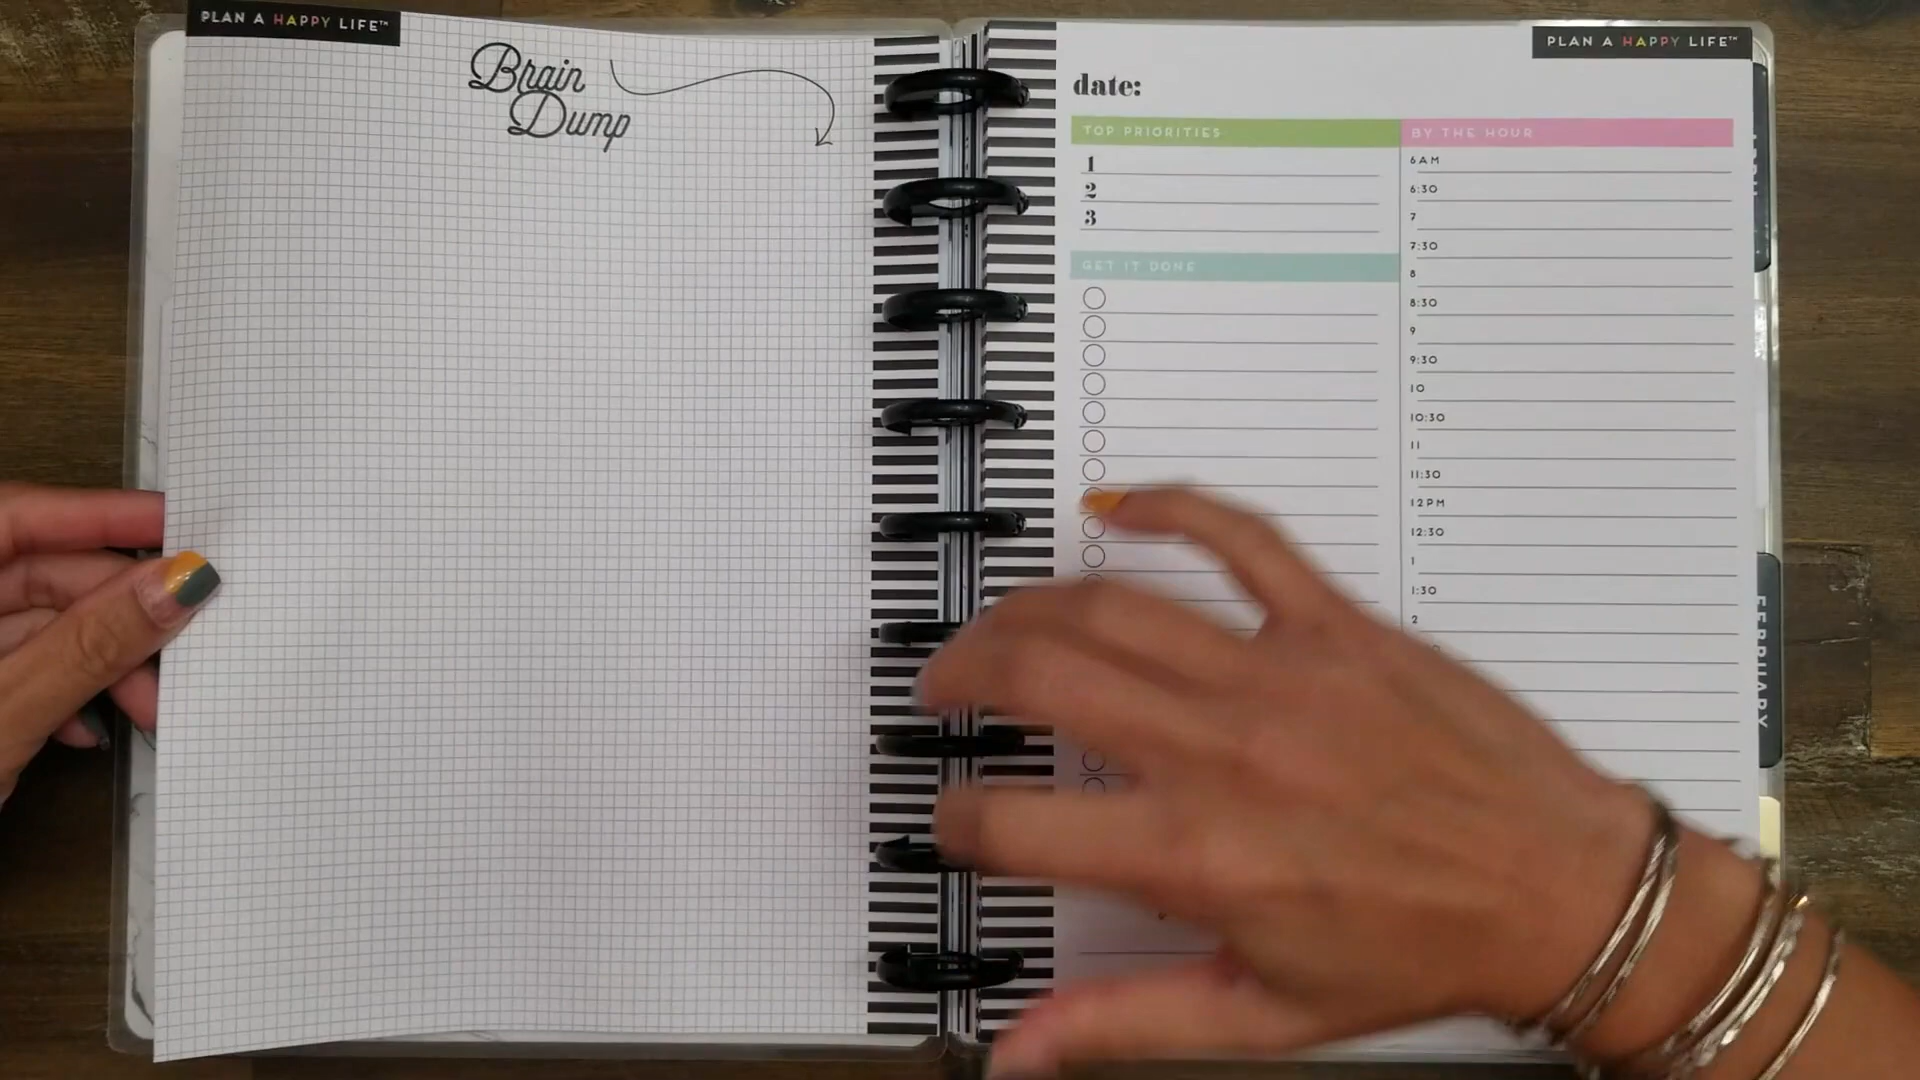 PLAN A HAPPY LIFE™
Brain
Dump
PLAN A HAPPY LIFE™
date:
TOP PRIORITIES
1
2
3
GET IT DONE
BY THE HOUR
6AM
6:30
7
7:30
8
8:30
9
9:30
10
10:30
11
11:30
12PM
12:30
1
1:30
2
FEBRUARY